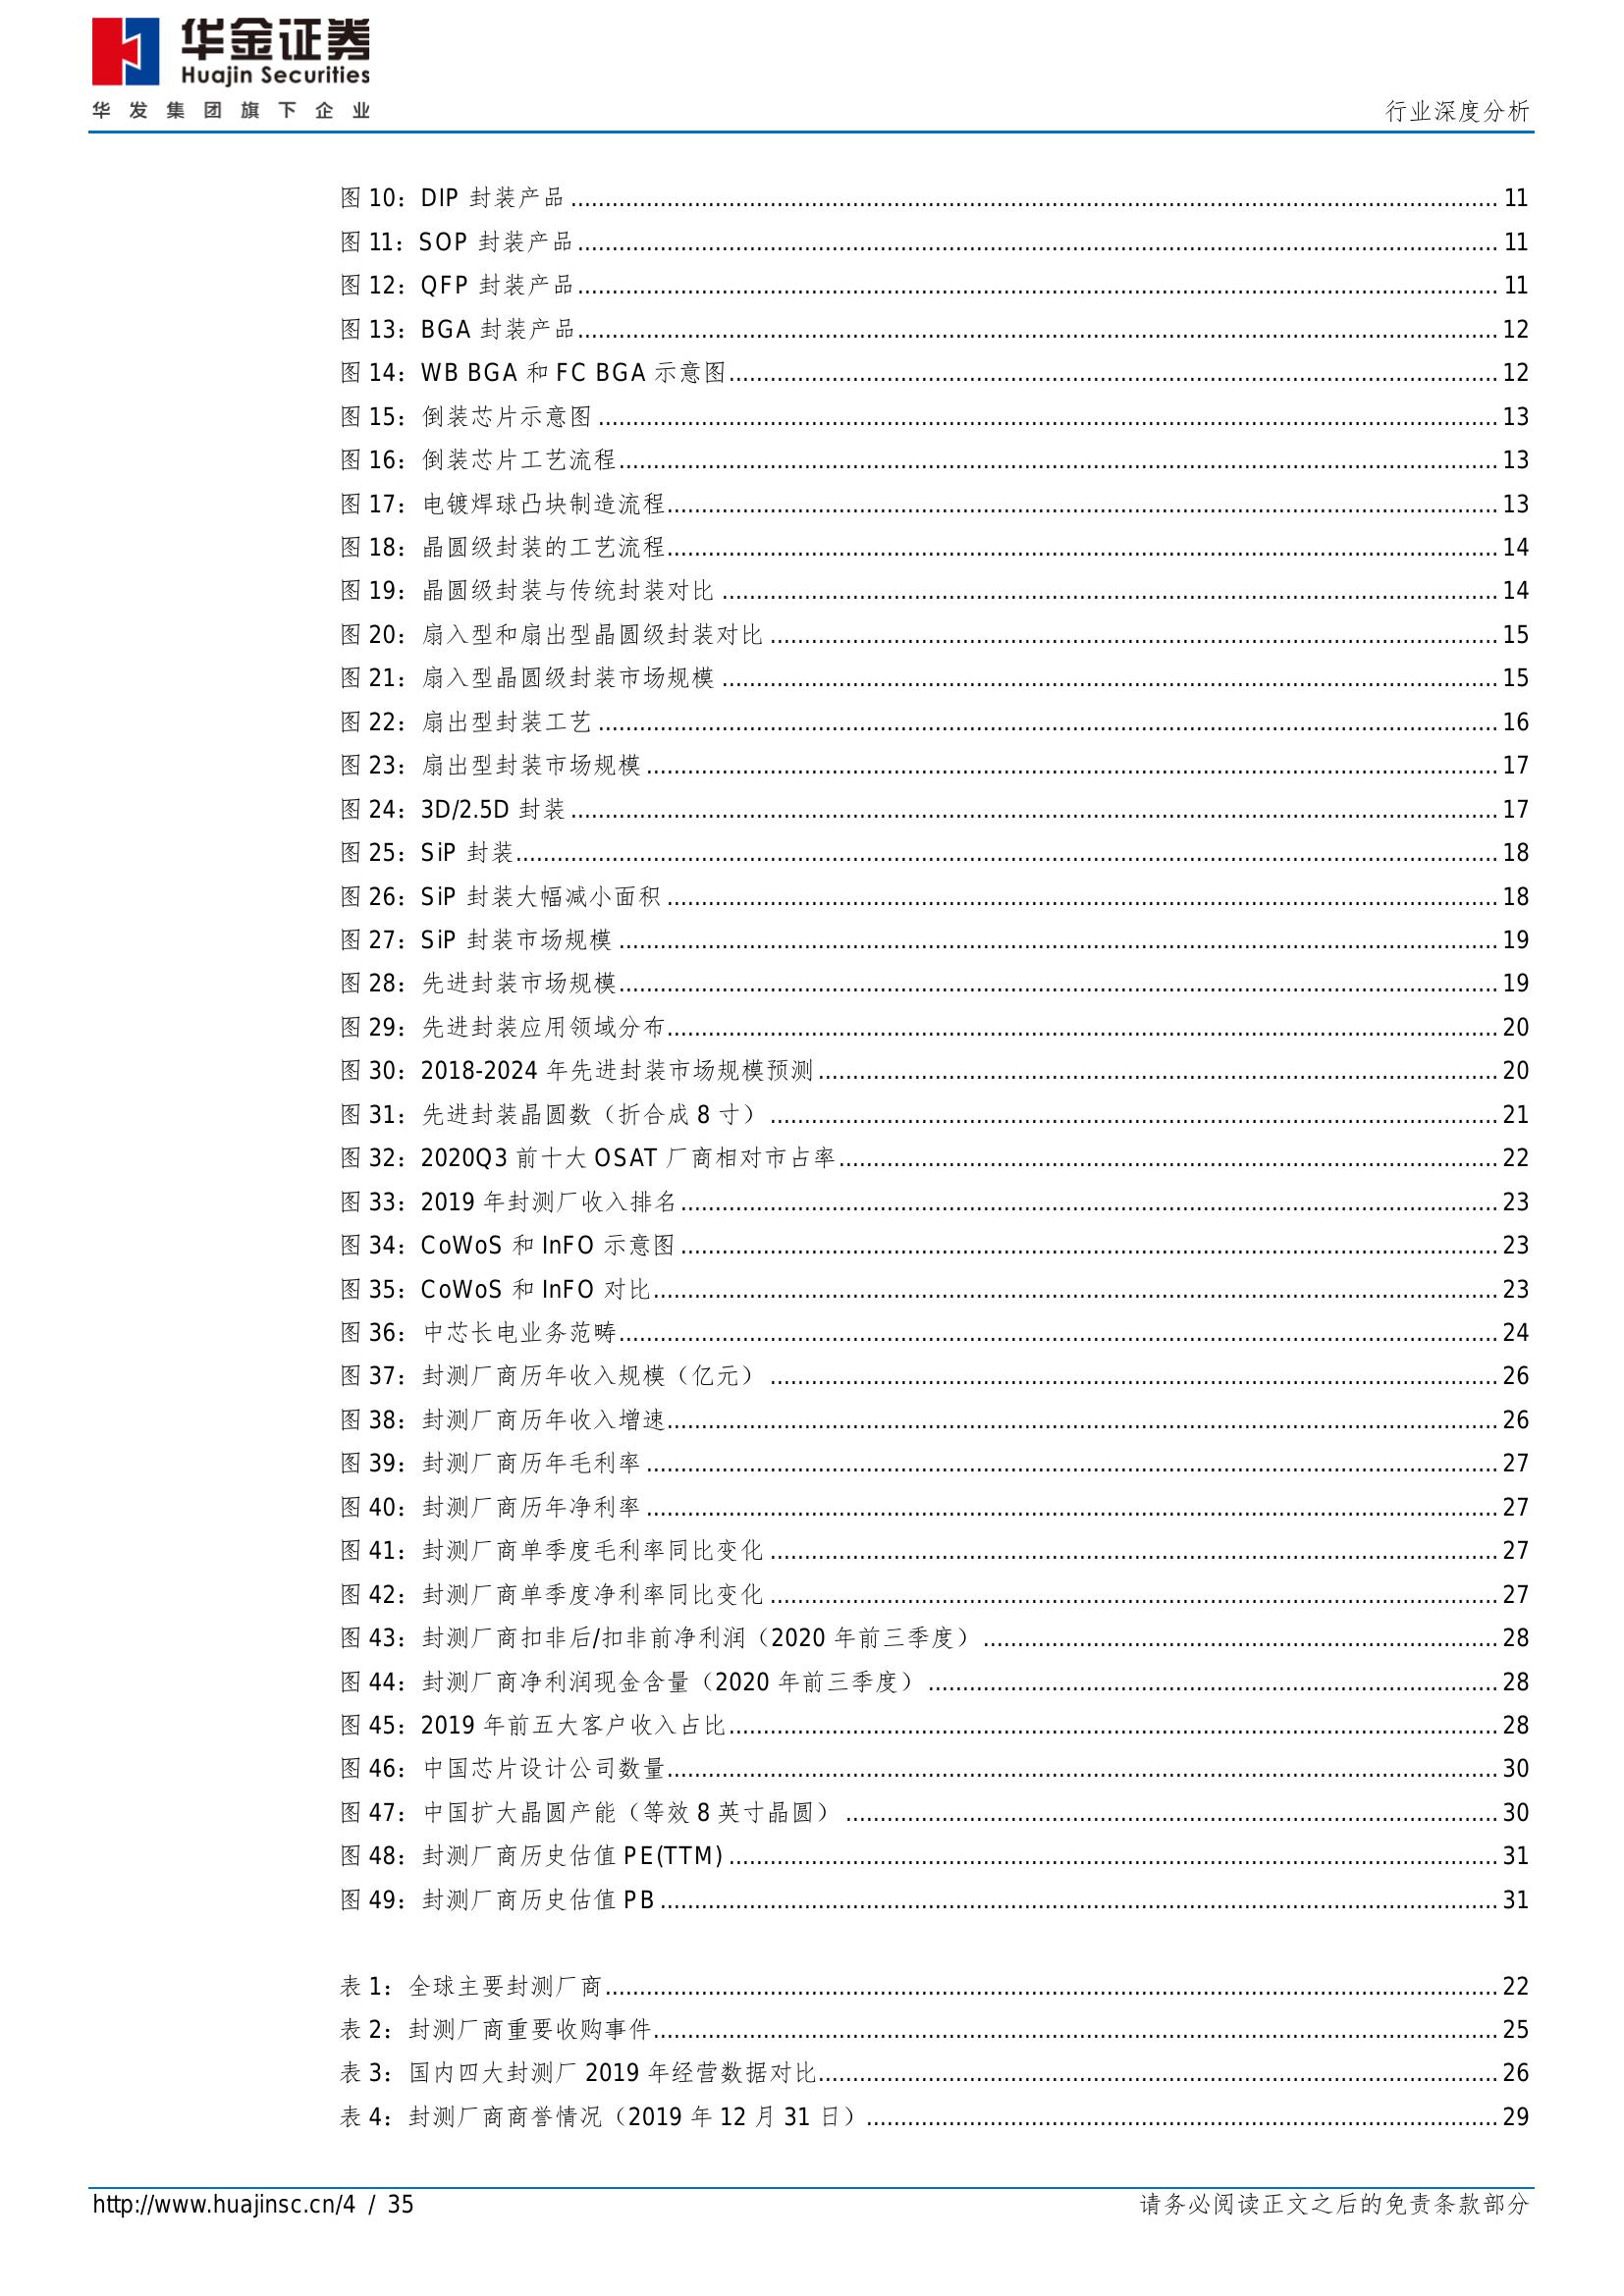 华金证券
Huajin Securities
华发集团旗下企业
行业深度分析
图 10：DIP 封装产品 11
图 11：SOP 封装产品 11
图 12：QFP 封装产品 11
图 13：BGA 封装产品 12
图 14：WB BGA 和 FC BGA 示意图 12
图 15：倒装芯片示意图 13
图 16：倒装芯片工艺流程 13
图 17：电镀焊球凸块制造流程 13
图 18：晶圆级封装的工艺流程 14
图 19：晶圆级封装与传统封装对比 14
图 20：扇入型和扇出型晶圆级封装对比 15
图 21：扇入型晶圆级封装市场规模 15
图 22：扇出型封装工艺 16
图 23：扇出型封装市场规模 17
图 24：3D/2.5D 封装 17
图 25：SiP 封装 18
图 26：SiP 封装大幅减小面积 18
图 27：SiP 封装市场规模 19
图 28：先进封装市场规模 19
图 29：先进封装应用领域分布 20
图 30：2018-2024 年先进封装市场规模预测 20
图 31：先进封装晶圆数（折合成 8 寸） 21
图 32：2020Q3 前十大 OSAT 厂商相对市占率 22
图 33：2019 年封测厂收入排名 23
图 34：CoWoS 和 InFO 示意图 23
图 35：CoWoS 和 InFO 对比 23
图 36：中芯长电业务范畴 24
图 37：封测厂商历年收入规模（亿元） 26
图 38：封测厂商历年收入增速 26
图 39：封测厂商历年毛利率 27
图 40：封测厂商历年净利率 27
图 41：封测厂商单季度毛利率同比变化 27
图 42：封测厂商单季度净利率同比变化 27
图 43：封测厂商扣非后/扣非前净利润（2020 年前三季度） 28
图 44：封测厂商净利润现金含量（2020 年前三季度） 28
图 45：2019 年前五大客户收入占比 28
图 46：中国芯片设计公司数量 30
图 47：中国扩大晶圆产能（等效 8 英寸晶圆） 30
图 48：封测厂商历史估值 PE(TTM) 31
图 49：封测厂商历史估值 PB 31
表 1：全球主要封测厂商 22
表 2：封测厂商重要收购事件 25
表 3：国内四大封测厂 2019 年经营数据对比 26
表 4：封测厂商商誉情况（2019 年 12 月 31 日） 29
http://www.huajinsc.cn/4 / 35
请务必阅读正文之后的免责条款部分